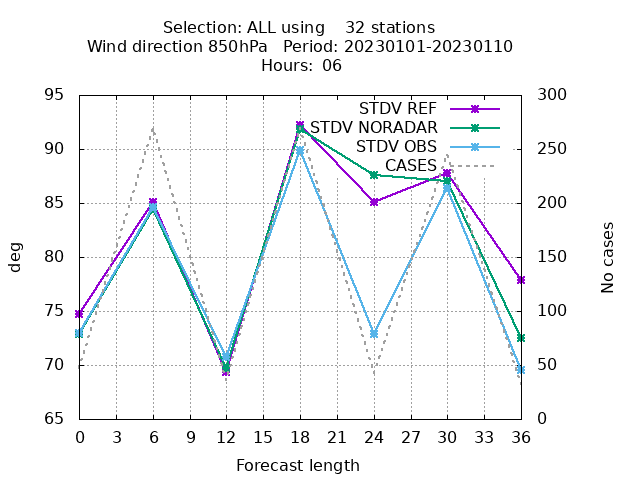 Selection: ALL using    32 stations
Wind direction 850hPa   Period: 20230101-20230110
Hours: 06
95 300
STDV REF
STDV NORADAR
90 STDV OBS 250
CASES
85 200
80 150
deg
No cases
75 100
70 50
65 0
0 3 6 9 12 15 18 21 24 27 30 33 36
Forecast length